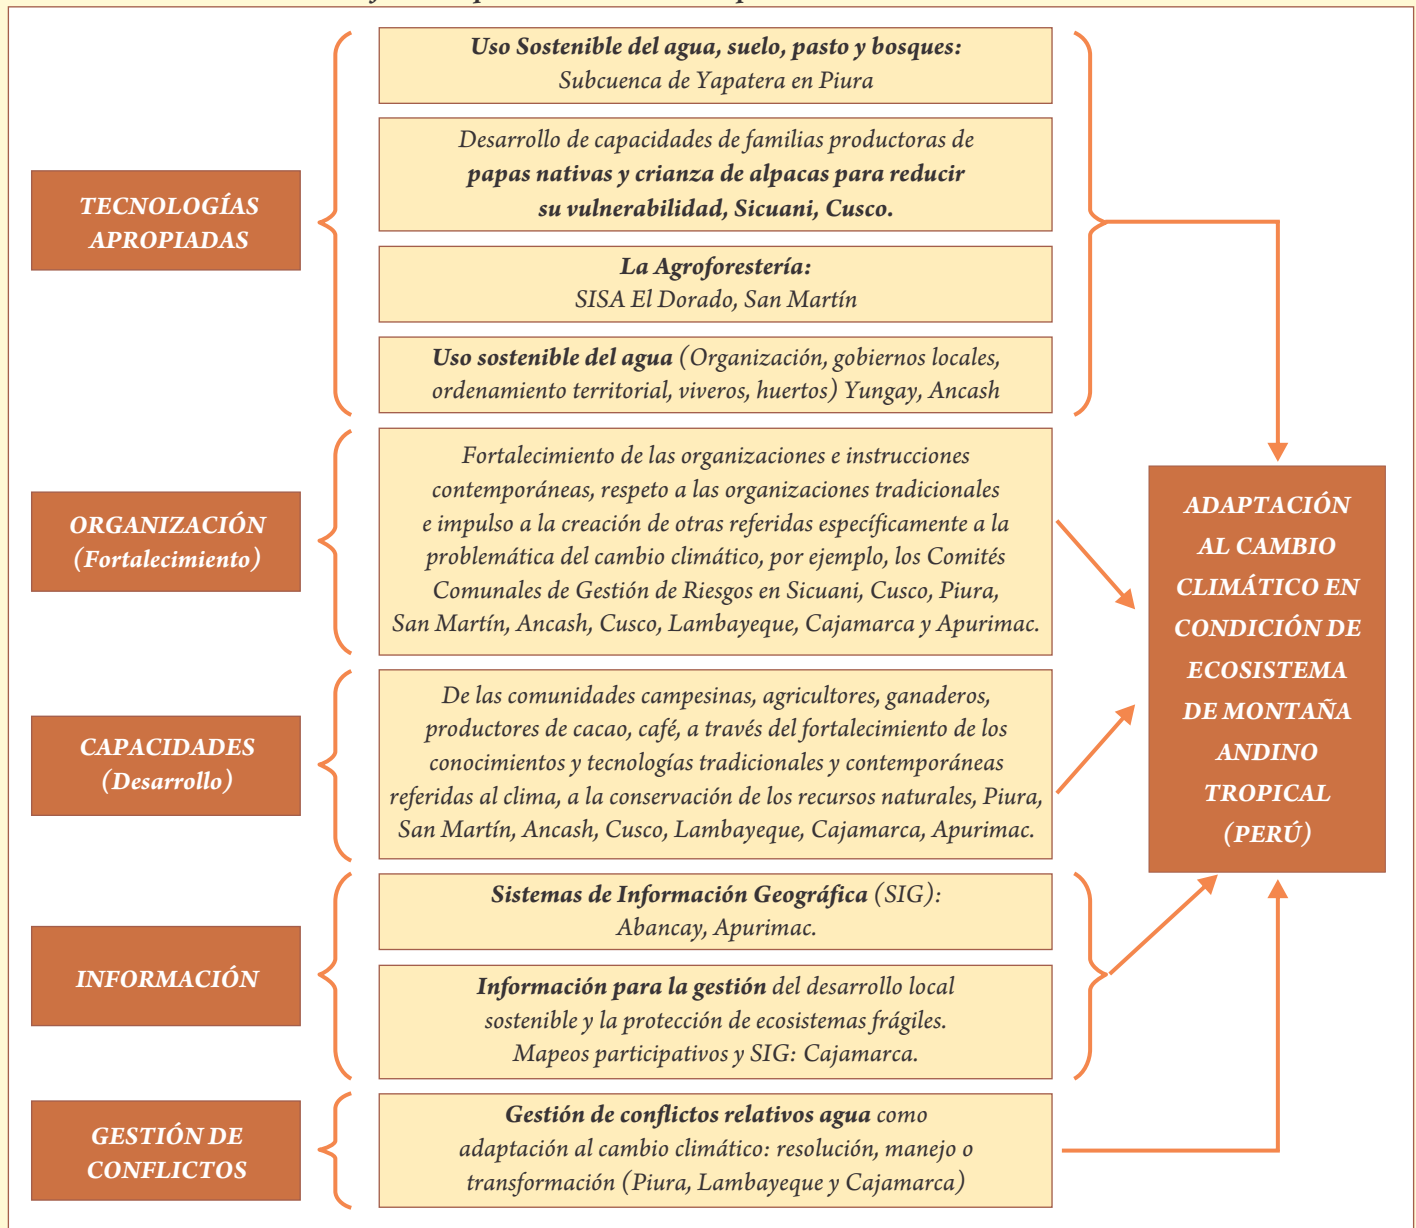 TECNOLOGÍAS
APROPIADAS
Uso Sostenible del agua, suelo, pasto y bosques:
Subcuenca de Yapatera en Piura
Desarrollo de capacidades de familias productoras de
papas nativas y crianza de alpacas para reducir
su vulnerabilidad, Sicuani, Cusco.
La Agroforestería:
SISA El Dorado, San Martín
Uso sostenible del agua (Organización, gobiernos locales,
ordenamiento territorial, viveros, huertos) Yungay, Ancash
ORGANIZACIÓN
(Fortalecimiento)
Fortalecimiento de las organizaciones e instrucciones
contemporáneas, respeto a las organizaciones tradicionales
e impulso a la creación de otras referidas específicamente a la
problemática del cambio climático, por ejemplo, los Comités
Comunales de Gestión de Riesgos en Sicuani, Cusco, Piura,
San Martín, Ancash, Cusco, Lambayeque, Cajamarca y Apurimac.
CAPACIDADES
(Desarrollo)
De las comunidades campesinas, agricultores, ganaderos,
productores de cacao, café, a través del fortalecimiento de los
conocimientos y tecnologías tradicionales y contemporáneas
referidas al clima, a la conservación de los recursos naturales, Piura,
San Martín, Ancash, Cusco, Lambayeque, Cajamarca, Apurimac.
INFORMACIÓN
Sistemas de Información Geográfica (SIG):
Abancay, Apurimac.
Información para la gestión del desarrollo local
sostenible y la protección de ecosistemas frágiles.
Mapeos participativos y SIG: Cajamarca.
GESTIÓN DE
CONFLICTOS
Gestión de conflictos relativos agua como
adaptación al cambio climático: resolución, manejo o
transformación (Piura, Lambayeque y Cajamarca)
ADAPTACIÓN
AL CAMBIO
CLIMÁTICO EN
CONDICIÓN DE
ECOSISTEMA
DE MONTAÑA
ANDINO
TROPICAL
(PERÚ)